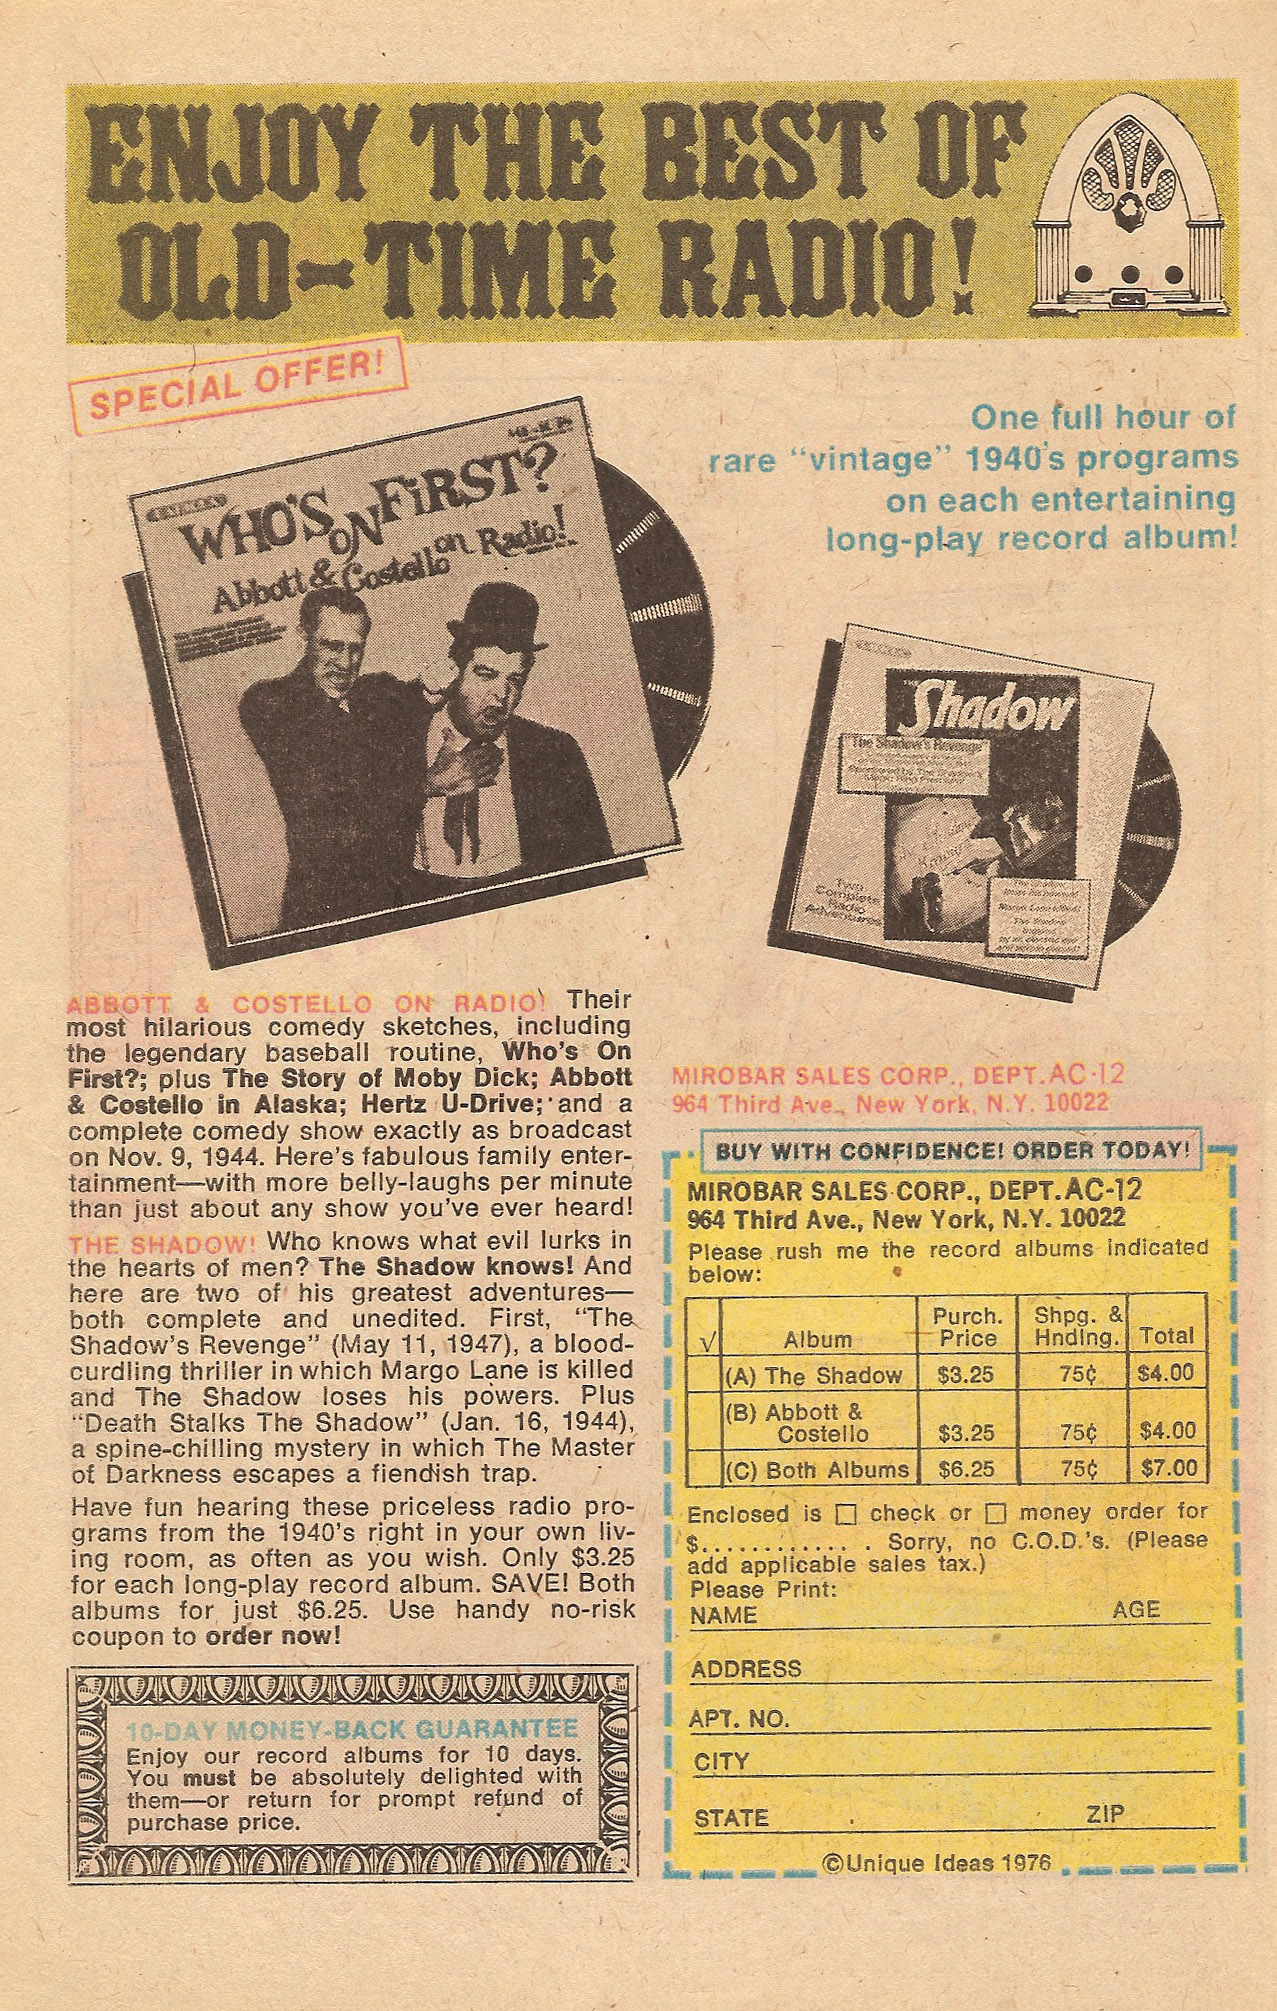 ENJOY THE BEST OF
OLD-TIME RADIO!
SPECIAL OFFER!
One full hour of
rare "vintage" 1940's programs
on each entertaining
long-play record album!
WHO'S
ON
FiRST?
Abbott & Costello on Radio!
The Shadow
The Shadow's Revenge
Two
Complete
Radio
Adventures
ABBOTT & COSTELLO ON RADIO! Their
most hilarious comedy sketches, including
the legendary baseball routine, Who's On
First?; plus The Story of Moby Dick; Abbott
& Costello in Alaska; Hertz U-Drive; and a
complete comedy show exactly as broadcast
on Nov. 9, 1944. Here's fabulous family enter-
tainment—with more belly-laughs per minute
than just about any show you've ever heard!
THE SHADOW! Who knows what evil lurks in
the hearts of men? The Shadow knows! And
here are two of his greatest adventures—
both complete and unedited. First, "The
Shadow's Revenge" (May 11, 1947), a blood-
curdling thriller in which Margo Lane is killed
and The Shadow loses his powers. Plus
"Death Stalks The Shadow" (Jan. 16, 1944),
a spine-chilling mystery in which The Master
of Darkness escapes a fiendish trap.
Have fun hearing these priceless radio pro-
grams from the 1940's right in your own liv-
ing room, as often as you wish. Only $3.25
for each long-play record album. SAVE! Both
albums for just $6.25. Use handy no-risk
coupon to order now!
10-DAY MONEY-BACK GUARANTEE
Enjoy our record albums for 10 days.
You must be absolutely delighted with
them—or return for prompt refund of
purchase price.
MIROBAR SALES CORP., DEPT. AC-12
964 Third Ave., New York, N.Y. 10022
BUY WITH CONFIDENCE! ORDER TODAY!
MIROBAR SALES CORP., DEPT. AC-12
964 Third Ave., New York, N.Y. 10022
Please rush me the record albums indicated
below:
√ Album Purch. Price Shpg. & Hndlng. Total
(A) The Shadow $3.25 75¢ $4.00
(B) Abbott & Costello $3.25 75¢ $4.00
(C) Both Albums $6.25 75¢ $7.00
Enclosed is □ check or □ money order for
$............ . Sorry, no C.O.D.'s. (Please
add applicable sales tax.)
Please Print:
NAME AGE
ADDRESS
APT. NO.
CITY
STATE ZIP
©Unique Ideas 1976